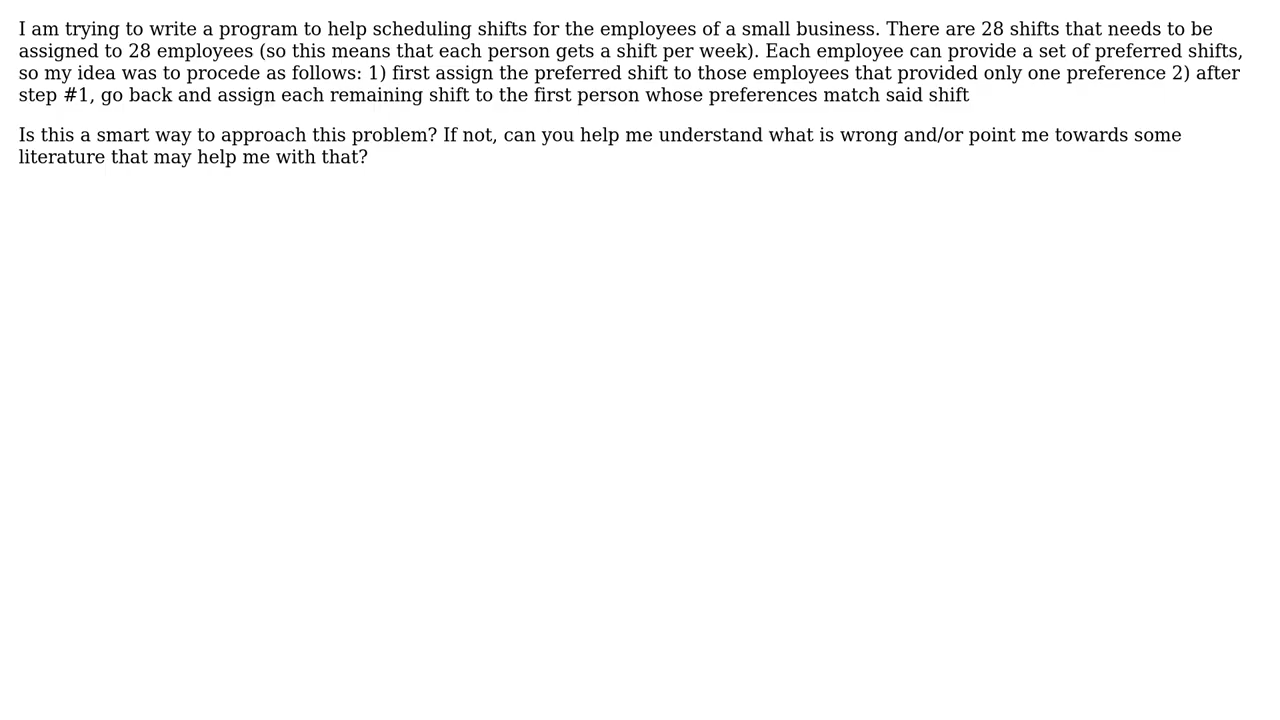 I am trying to write a program to help scheduling shifts for the employees of a small business. There are 28 shifts that needs to be
assigned to 28 employees (so this means that each person gets a shift per week). Each employee can provide a set of preferred shifts,
so my idea was to procede as follows: 1) first assign the preferred shift to those employees that provided only one preference 2) after
step #1, go back and assign each remaining shift to the first person whose preferences match said shift
Is this a smart way to approach this problem? If not, can you help me understand what is wrong and/or point me towards some
literature that may help me with that?